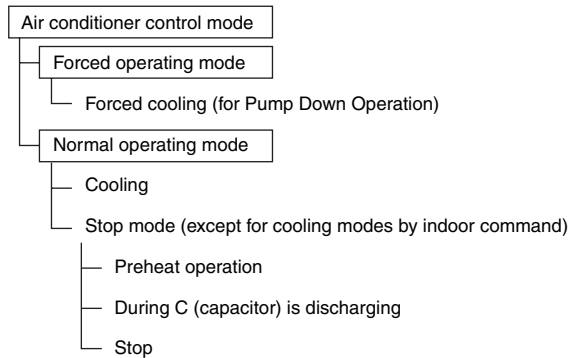 Air conditioner control mode
Forced operating mode
Forced cooling (for Pump Down Operation)
Normal operating mode
Cooling
Stop mode (except for cooling modes by indoor command)
Preheat operation
During C (capacitor) is discharging
Stop